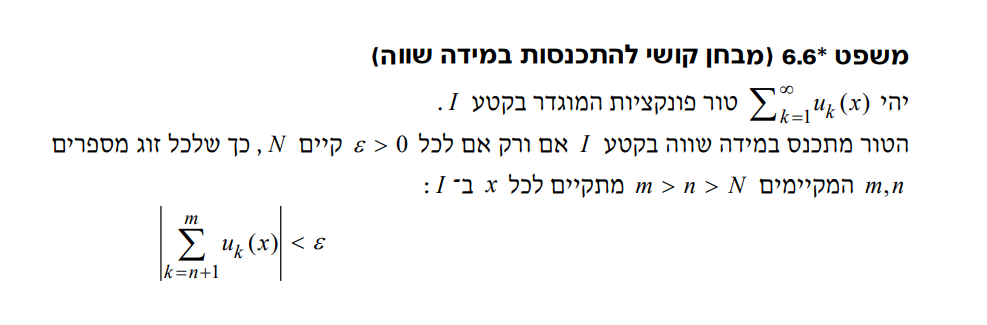 משפט *6.6 (מבחן קושי להתכנסות במידה שווה)
יהי $\sum_{k=1}^{\infty} u_k(x)$ טור פונקציות המוגדר בקטע $I$.
הטור מתכנס במידה שווה בקטע $I$ אם ורק אם לכל $\varepsilon > 0$ קיים $N$, כך שלכל זוג מספרים
$m,n$ המקיימים $m > n > N$ מתקיים לכל $x$ ב־$I$:
$\left| \sum_{k=n+1}^{m} u_k(x) \right| < \varepsilon$